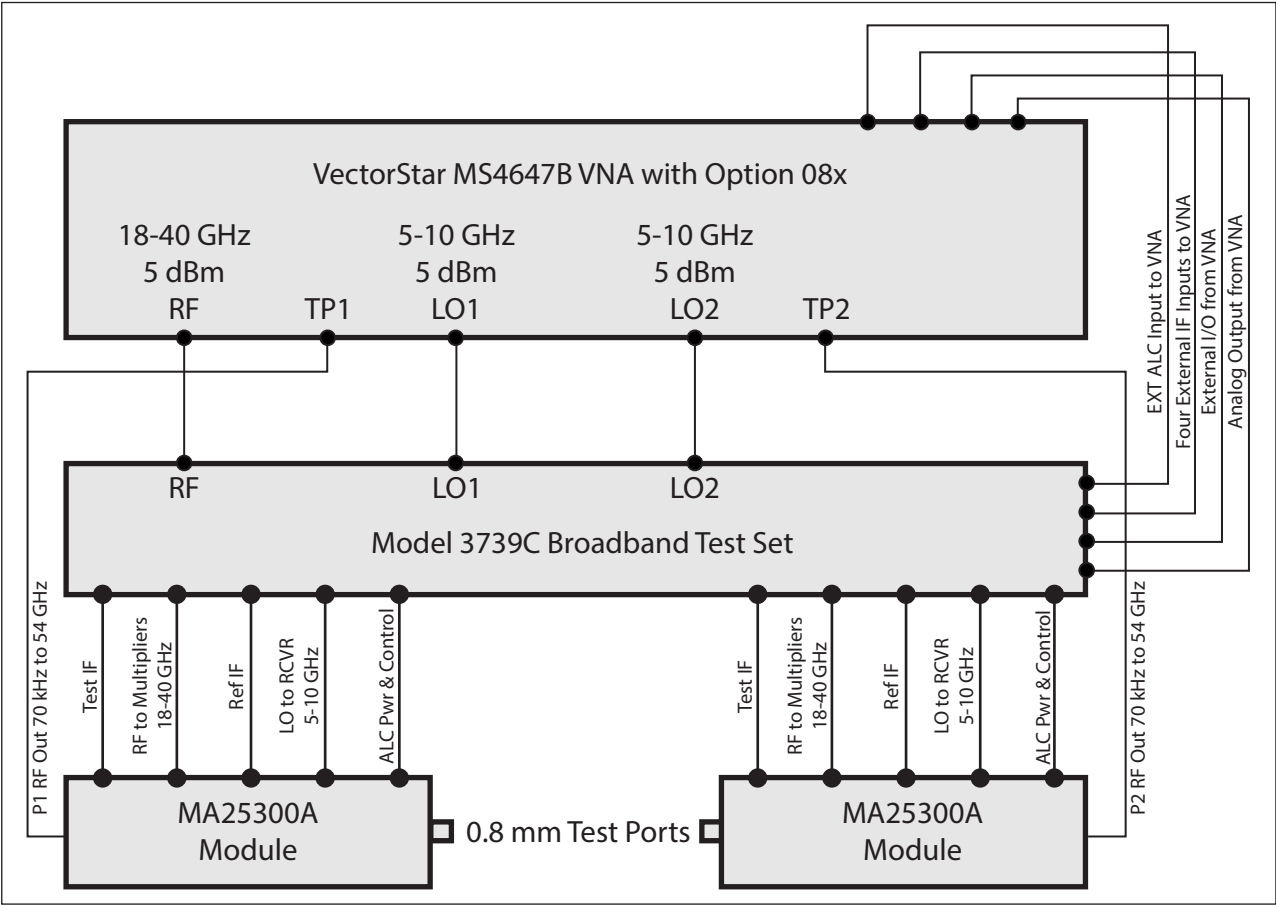 VectorStar MS4647B VNA with Option 08x
18-40 GHz
5 dBm
RF
TP1
5-10 GHz
5 dBm
LO1
5-10 GHz
5 dBm
LO2
TP2
EXT ALC Input to VNA
Four External IF Inputs to VNA
External I/O from VNA
Analog Output from VNA
RF
LO1
LO2
Model 3739C Broadband Test Set
P1 RF Out 70 kHz to 54 GHz
Test IF
RF to Multipliers
18-40 GHz
Ref IF
LO to RCVR
5-10 GHz
ALC Pwr & Control
Test IF
RF to Multipliers
18-40 GHz
Ref IF
LO to RCVR
5-10 GHz
ALC Pwr & Control
P2 RF Out 70 kHz to 54 GHz
MA25300A
Module
0.8 mm Test Ports
MA25300A
Module